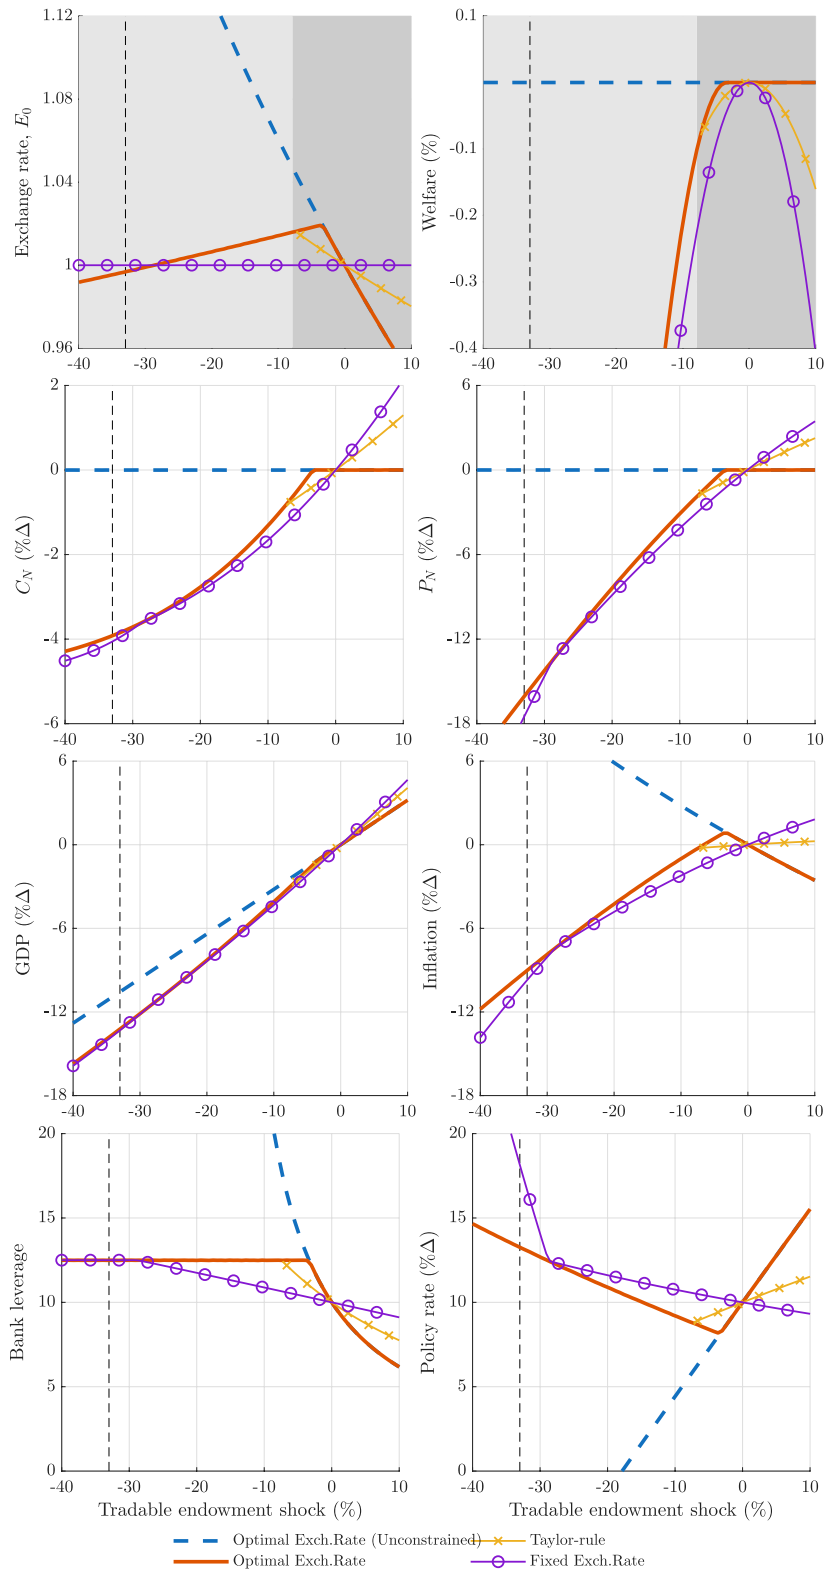 1.12
1.08
1.04
1
0.96
Exchange rate, E0
-40 -30 -20 -10 0 10
0.1
-0.1
-0.2
-0.3
-0.4
Welfare (%)
-40 -30 -20 -10 0 10
2
0
-2
-4
-6
CN (%Δ)
-40 -30 -20 -10 0 10
6
0
-6
-12
-18
PN (%Δ)
-40 -30 -20 -10 0 10
6
0
-6
-12
-18
GDP (%Δ)
-40 -30 -20 -10 0 10
6
0
-6
-12
-18
Inflation (%Δ)
-40 -30 -20 -10 0 10
20
15
10
5
0
Bank leverage
-40 -30 -20 -10 0 10
Tradable endowment shock (%)
20
15
10
5
0
Policy rate (%Δ)
-40 -30 -20 -10 0 10
Tradable endowment shock (%)
Optimal Exch.Rate (Unconstrained)
Optimal Exch.Rate
Taylor-rule
Fixed Exch.Rate